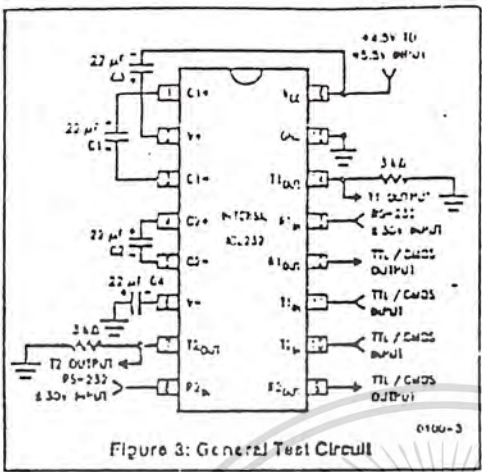 +4.5V TO
+5.5V INPUT
22 µF
C3
C1+
VCC
22 µF
C1
V+
GND
3 kΩ
C1+
T1OUT
T1 OUTPUT
C2+
INTERSIL
ICL232
R1IN
RS-232
±30V INPUT
22 µF
C2
C2+
R1OUT
TTL / CMOS
OUTPUT
22 µF C4
V+
T1IN
TTL / CMOS
INPUT
3 kΩ
T2OUT
T2IN
TTL / CMOS
INPUT
T2 OUTPUT
RS-232
±30V INPUT
R2IN
R2OUT
TTL / CMOS
OUTPUT
0100-3
Figure 3: General Test Circuit